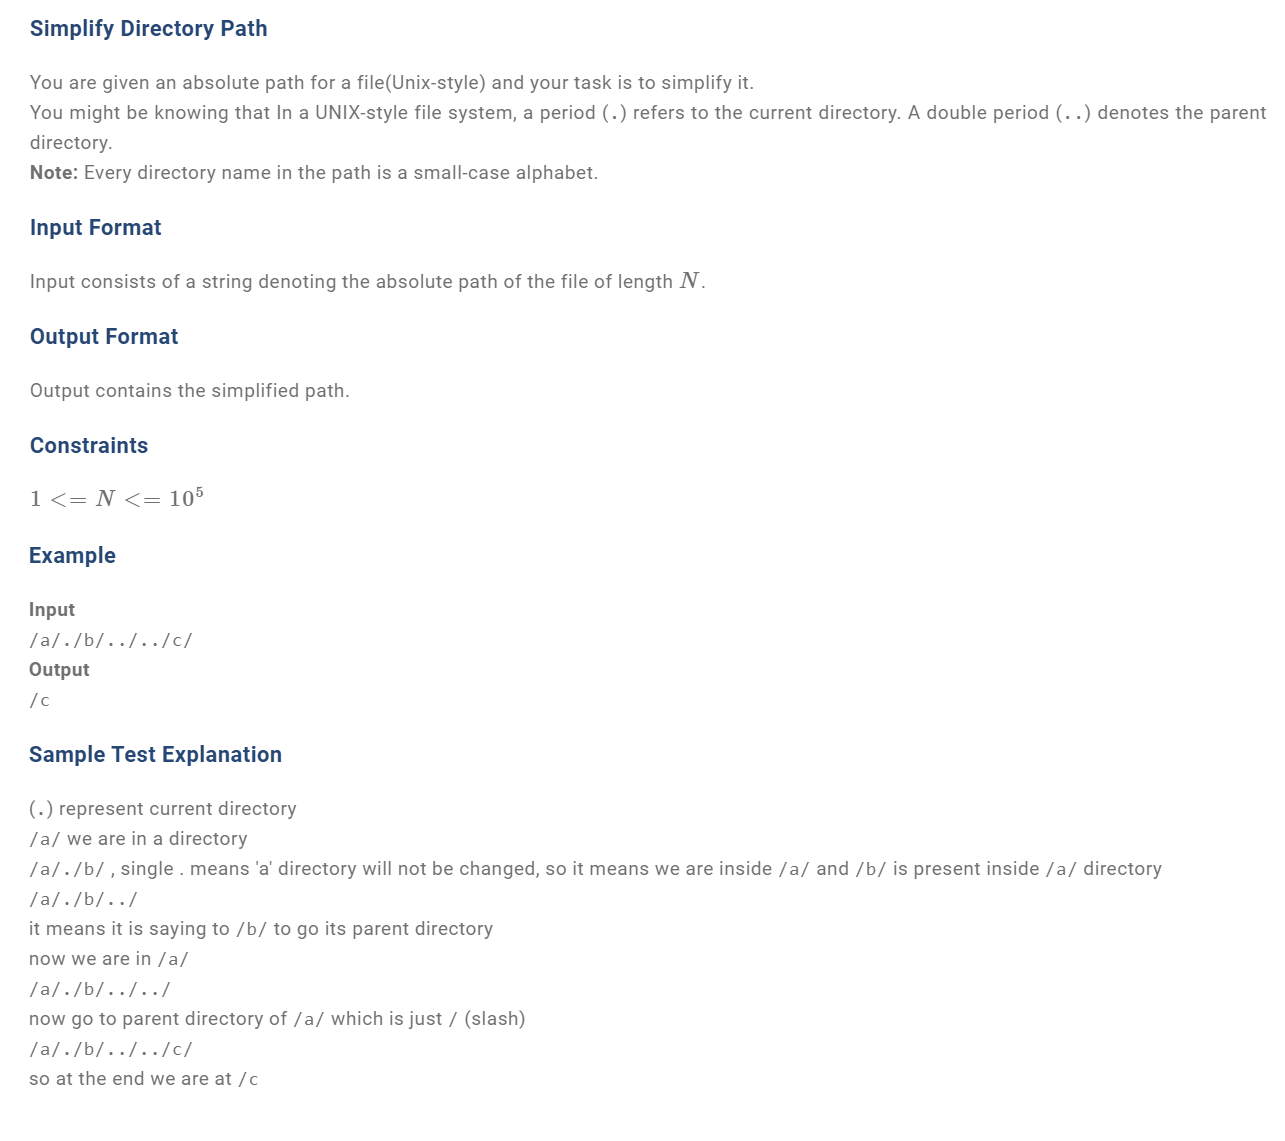 Simplify Directory Path
You are given an absolute path for a file(Unix-style) and your task is to simplify it.
You might be knowing that In a UNIX-style file system, a period (.) refers to the current directory. A double period (..) denotes the parent
directory.
Note: Every directory name in the path is a small-case alphabet.
Input Format
Input consists of a string denoting the absolute path of the file of length N.
Output Format
Output contains the simplified path.
Constraints
1 <= N <= 10⁵
Example
Input
/a/./b/../../c/
Output
/c
Sample Test Explanation
(.) represent current directory
/a/ we are in a directory
/a/./b/ , single . means 'a' directory will not be changed, so it means we are inside /a/ and /b/ is present inside /a/ directory
/a/./b/../
it means it is saying to /b/ to go its parent directory
now we are in /a/
/a/./b/../../
now go to parent directory of /a/ which is just / (slash)
/a/./b/../../c/
so at the end we are at /c